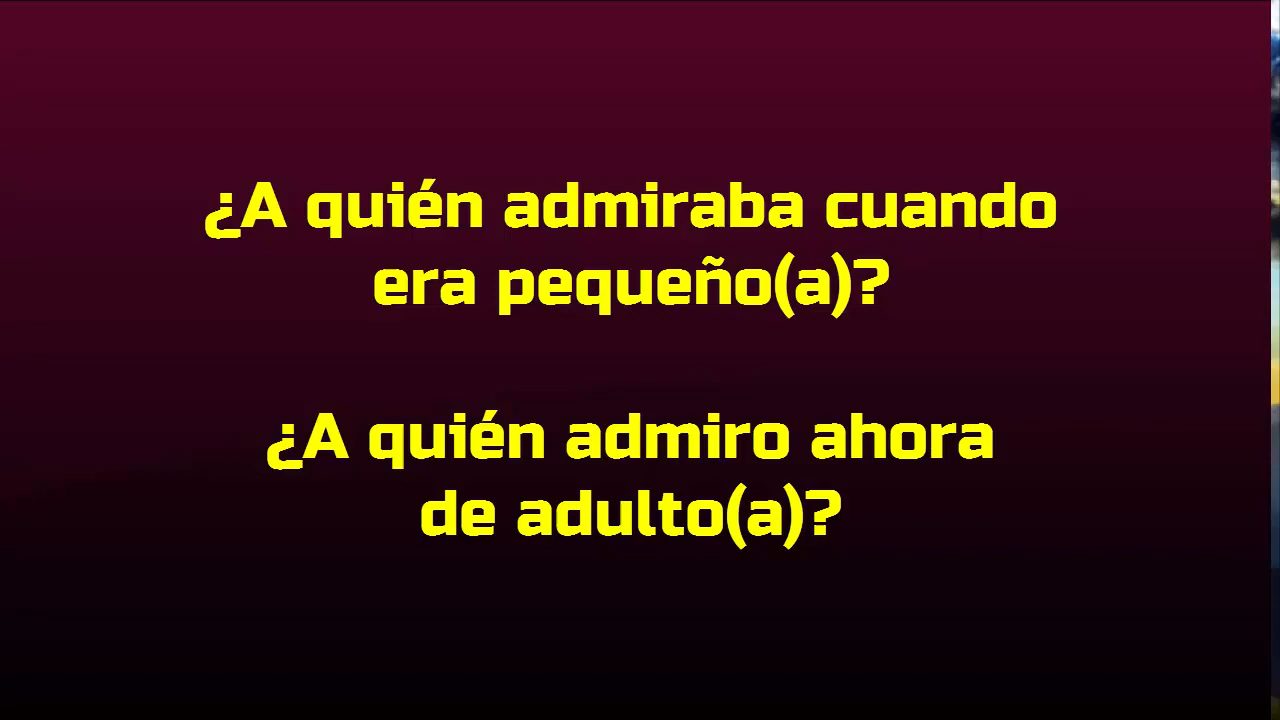 ¿A quién admiraba cuando
era pequeño(a)?
¿A quién admiro ahora
de adulto(a)?